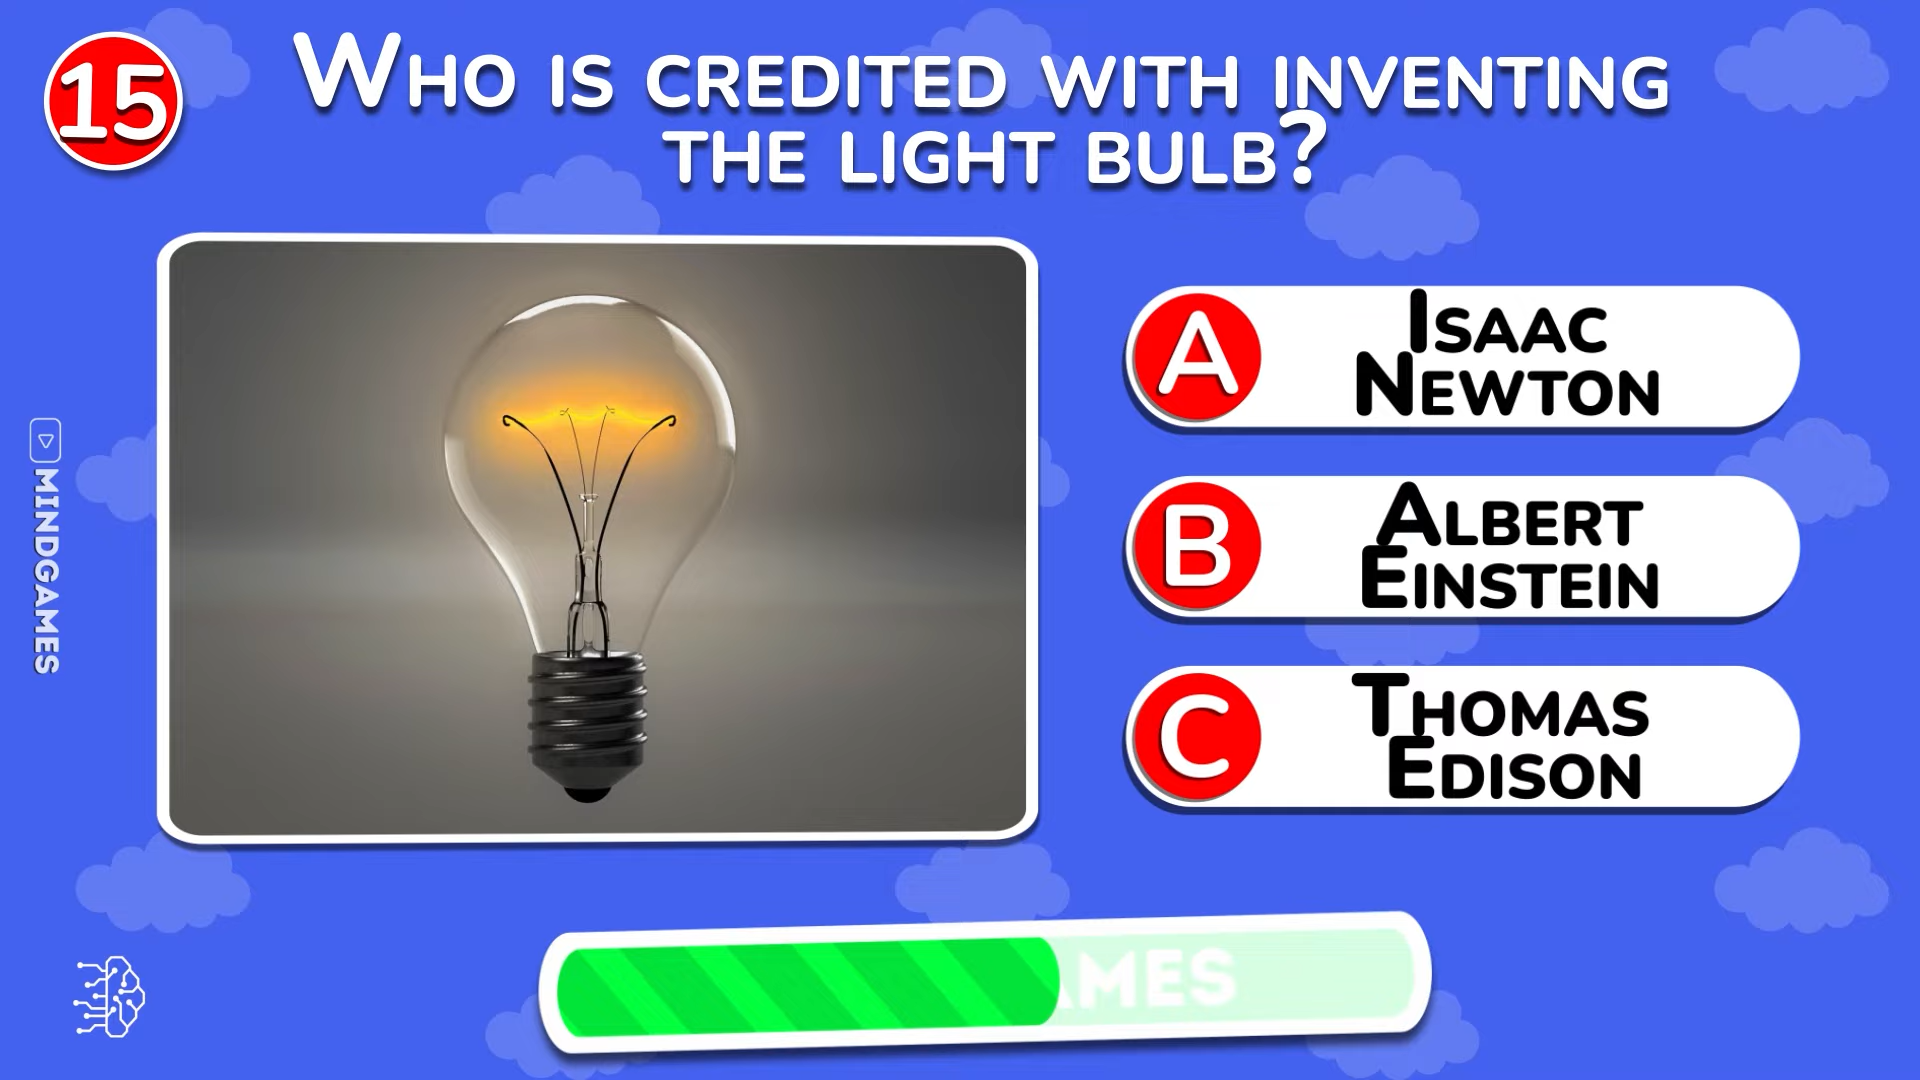 15
Who is credited with inventing
the light bulb?
A
Isaac
Newton
B
Albert
Einstein
C
Thomas
Edison
MINDGAMES
MES